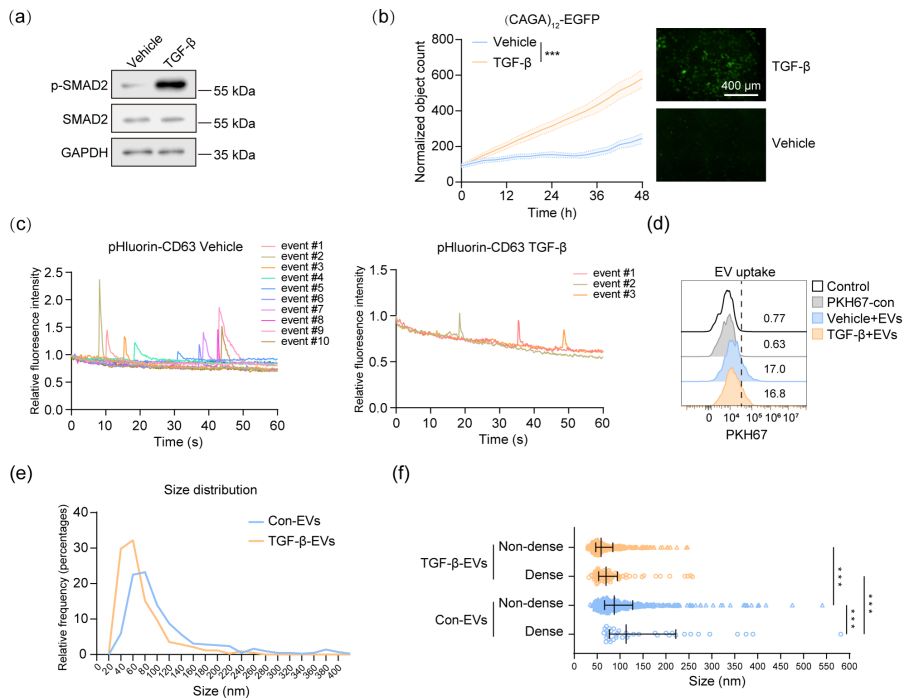 (a)
Vehicle
TGF-β
p-SMAD2
55 kDa
SMAD2
55 kDa
GAPDH
35 kDa
(b)
(CAGA)12-EGFP
Vehicle
TGF-β
***
Normalized object count
800
600
400
200
0
0 12 24 36 48
Time (h)
400 μm
TGF-β
Vehicle
(c)
pHluorin-CD63 Vehicle
Relative fluoresence intensity
2.5
2.0
1.5
1.0
0.5
0.0
0 10 20 30 40 50 60
Time (s)
event #1
event #2
event #3
event #4
event #5
event #6
event #7
event #8
event #9
event #10
pHluorin-CD63 TGF-β
Relative fluoresence intensity
1.5
1.0
0.5
0.0
0 10 20 30 40 50 60
Time (s)
event #1
event #2
event #3
(d)
EV uptake
0.77
0.63
17.0
16.8
0 10⁴ 10⁵ 10⁶ 10⁷
PKH67
Control
PKH67-con
Vehicle+EVs
TGF-β+EVs
(e)
Size distribution
Con-EVs
TGF-β-EVs
Relative frequency (percentages)
40
30
20
10
0
0 20 40 60 80 100 120 140 160 180 200 220 240 260 280 300 320 340 360 380 400
Size (nm)
(f)
TGF-β-EVs
Non-dense
Dense
Con-EVs
Non-dense
Dense
***
***
***
0 50 100 150 200 250 300 350 400 450 500 550 600
Size (nm)